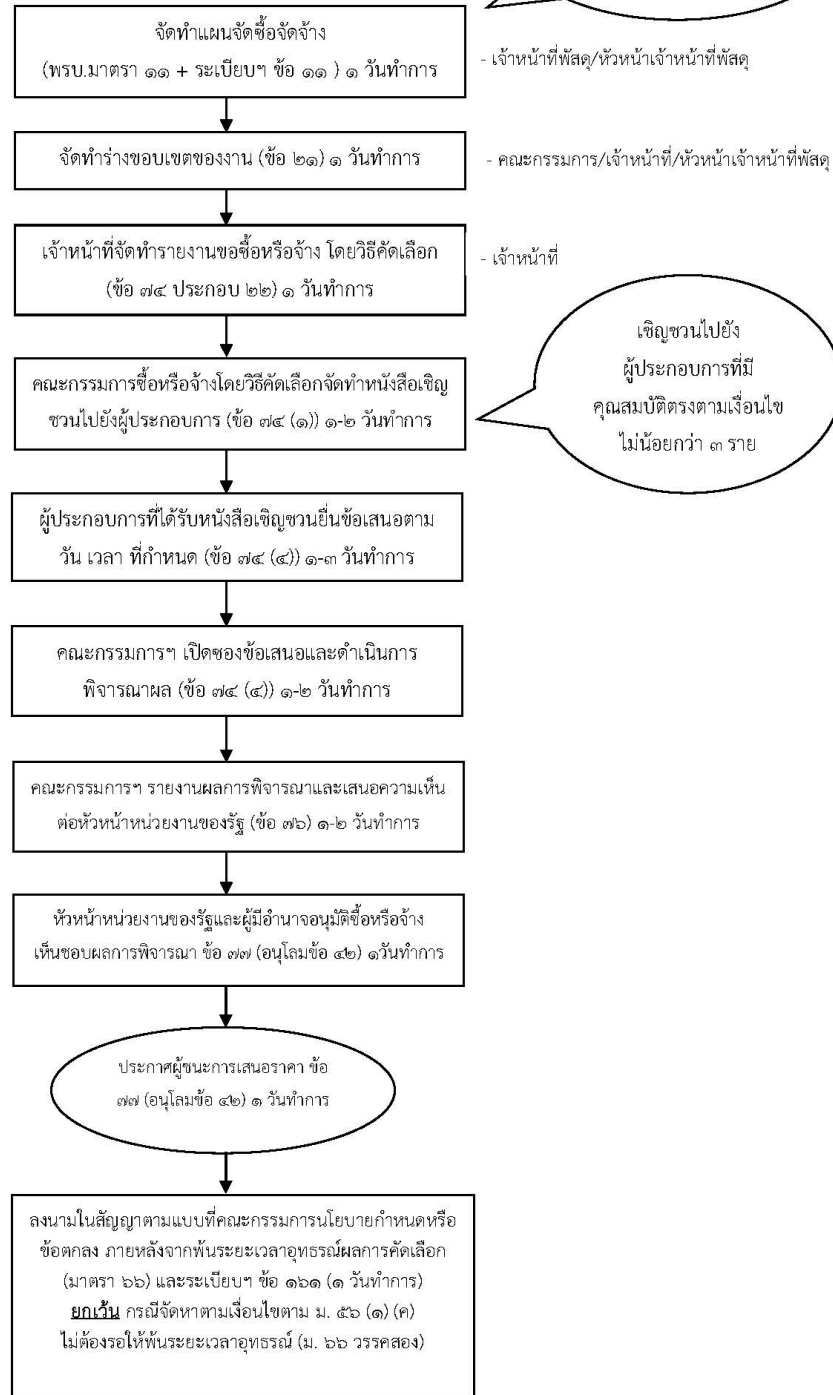 จัดทำแผนจัดซื้อจัดจ้าง
(พรบ.มาตรา ๑๑ + ระเบียบฯ ข้อ ๑๑ ) ๑ วันทำการ
- เจ้าหน้าที่พัสดุ/หัวหน้าเจ้าหน้าที่พัสดุ
จัดทำร่างขอบเขตของงาน (ข้อ ๒๑) ๑ วันทำการ
- คณะกรรมการ/เจ้าหน้าที่/หัวหน้าเจ้าหน้าที่พัสดุ
เจ้าหน้าที่จัดทำรายงานขอซื้อหรือจ้าง โดยวิธีคัดเลือก
(ข้อ ๗๔ ประกอบ ๒๒) ๑ วันทำการ
- เจ้าหน้าที่
คณะกรรมการซื้อหรือจ้างโดยวิธีคัดเลือกจัดทำหนังสือเชิญ
ชวนไปยังผู้ประกอบการ (ข้อ ๗๔ (๑)) ๑-๒ วันทำการ
เชิญชวนไปยัง
ผู้ประกอบการที่มี
คุณสมบัติตรงตามเงื่อนไข
ไม่น้อยกว่า ๓ ราย
ผู้ประกอบการที่ได้รับหนังสือเชิญชวนยื่นข้อเสนอตาม
วัน เวลา ที่กำหนด (ข้อ ๗๔ (๔)) ๑-๓ วันทำการ
คณะกรรมการฯ เปิดซองข้อเสนอและดำเนินการ
พิจารณาผล (ข้อ ๗๔ (๔)) ๑-๒ วันทำการ
คณะกรรมการฯ รายงานผลการพิจารณาและเสนอความเห็น
ต่อหัวหน้าหน่วยงานของรัฐ (ข้อ ๗๖) ๑-๒ วันทำการ
หัวหน้าหน่วยงานของรัฐและผู้มีอำนาจอนุมัติซื้อหรือจ้าง
เห็นชอบผลการพิจารณา ข้อ ๗๗ (อนุโลมข้อ ๔๒) ๑วันทำการ
ประกาศผู้ชนะการเสนอราคา ข้อ
๗๗ (อนุโลมข้อ ๔๒) ๑ วันทำการ
ลงนามในสัญญาตามแบบที่คณะกรรมการนโยบายกำหนดหรือ
ข้อตกลง ภายหลังจากพ้นระยะเวลาอุทธรณ์ผลการคัดเลือก
(มาตรา ๖๖) และระเบียบฯ ข้อ ๑๖๑ (๑ วันทำการ)
ยกเว้น กรณีจัดหาตามเงื่อนไขตาม ม. ๕๖ (๑) (ค)
ไม่ต้องรอให้พ้นระยะเวลาอุทธรณ์ (ม. ๖๖ วรรคสอง)